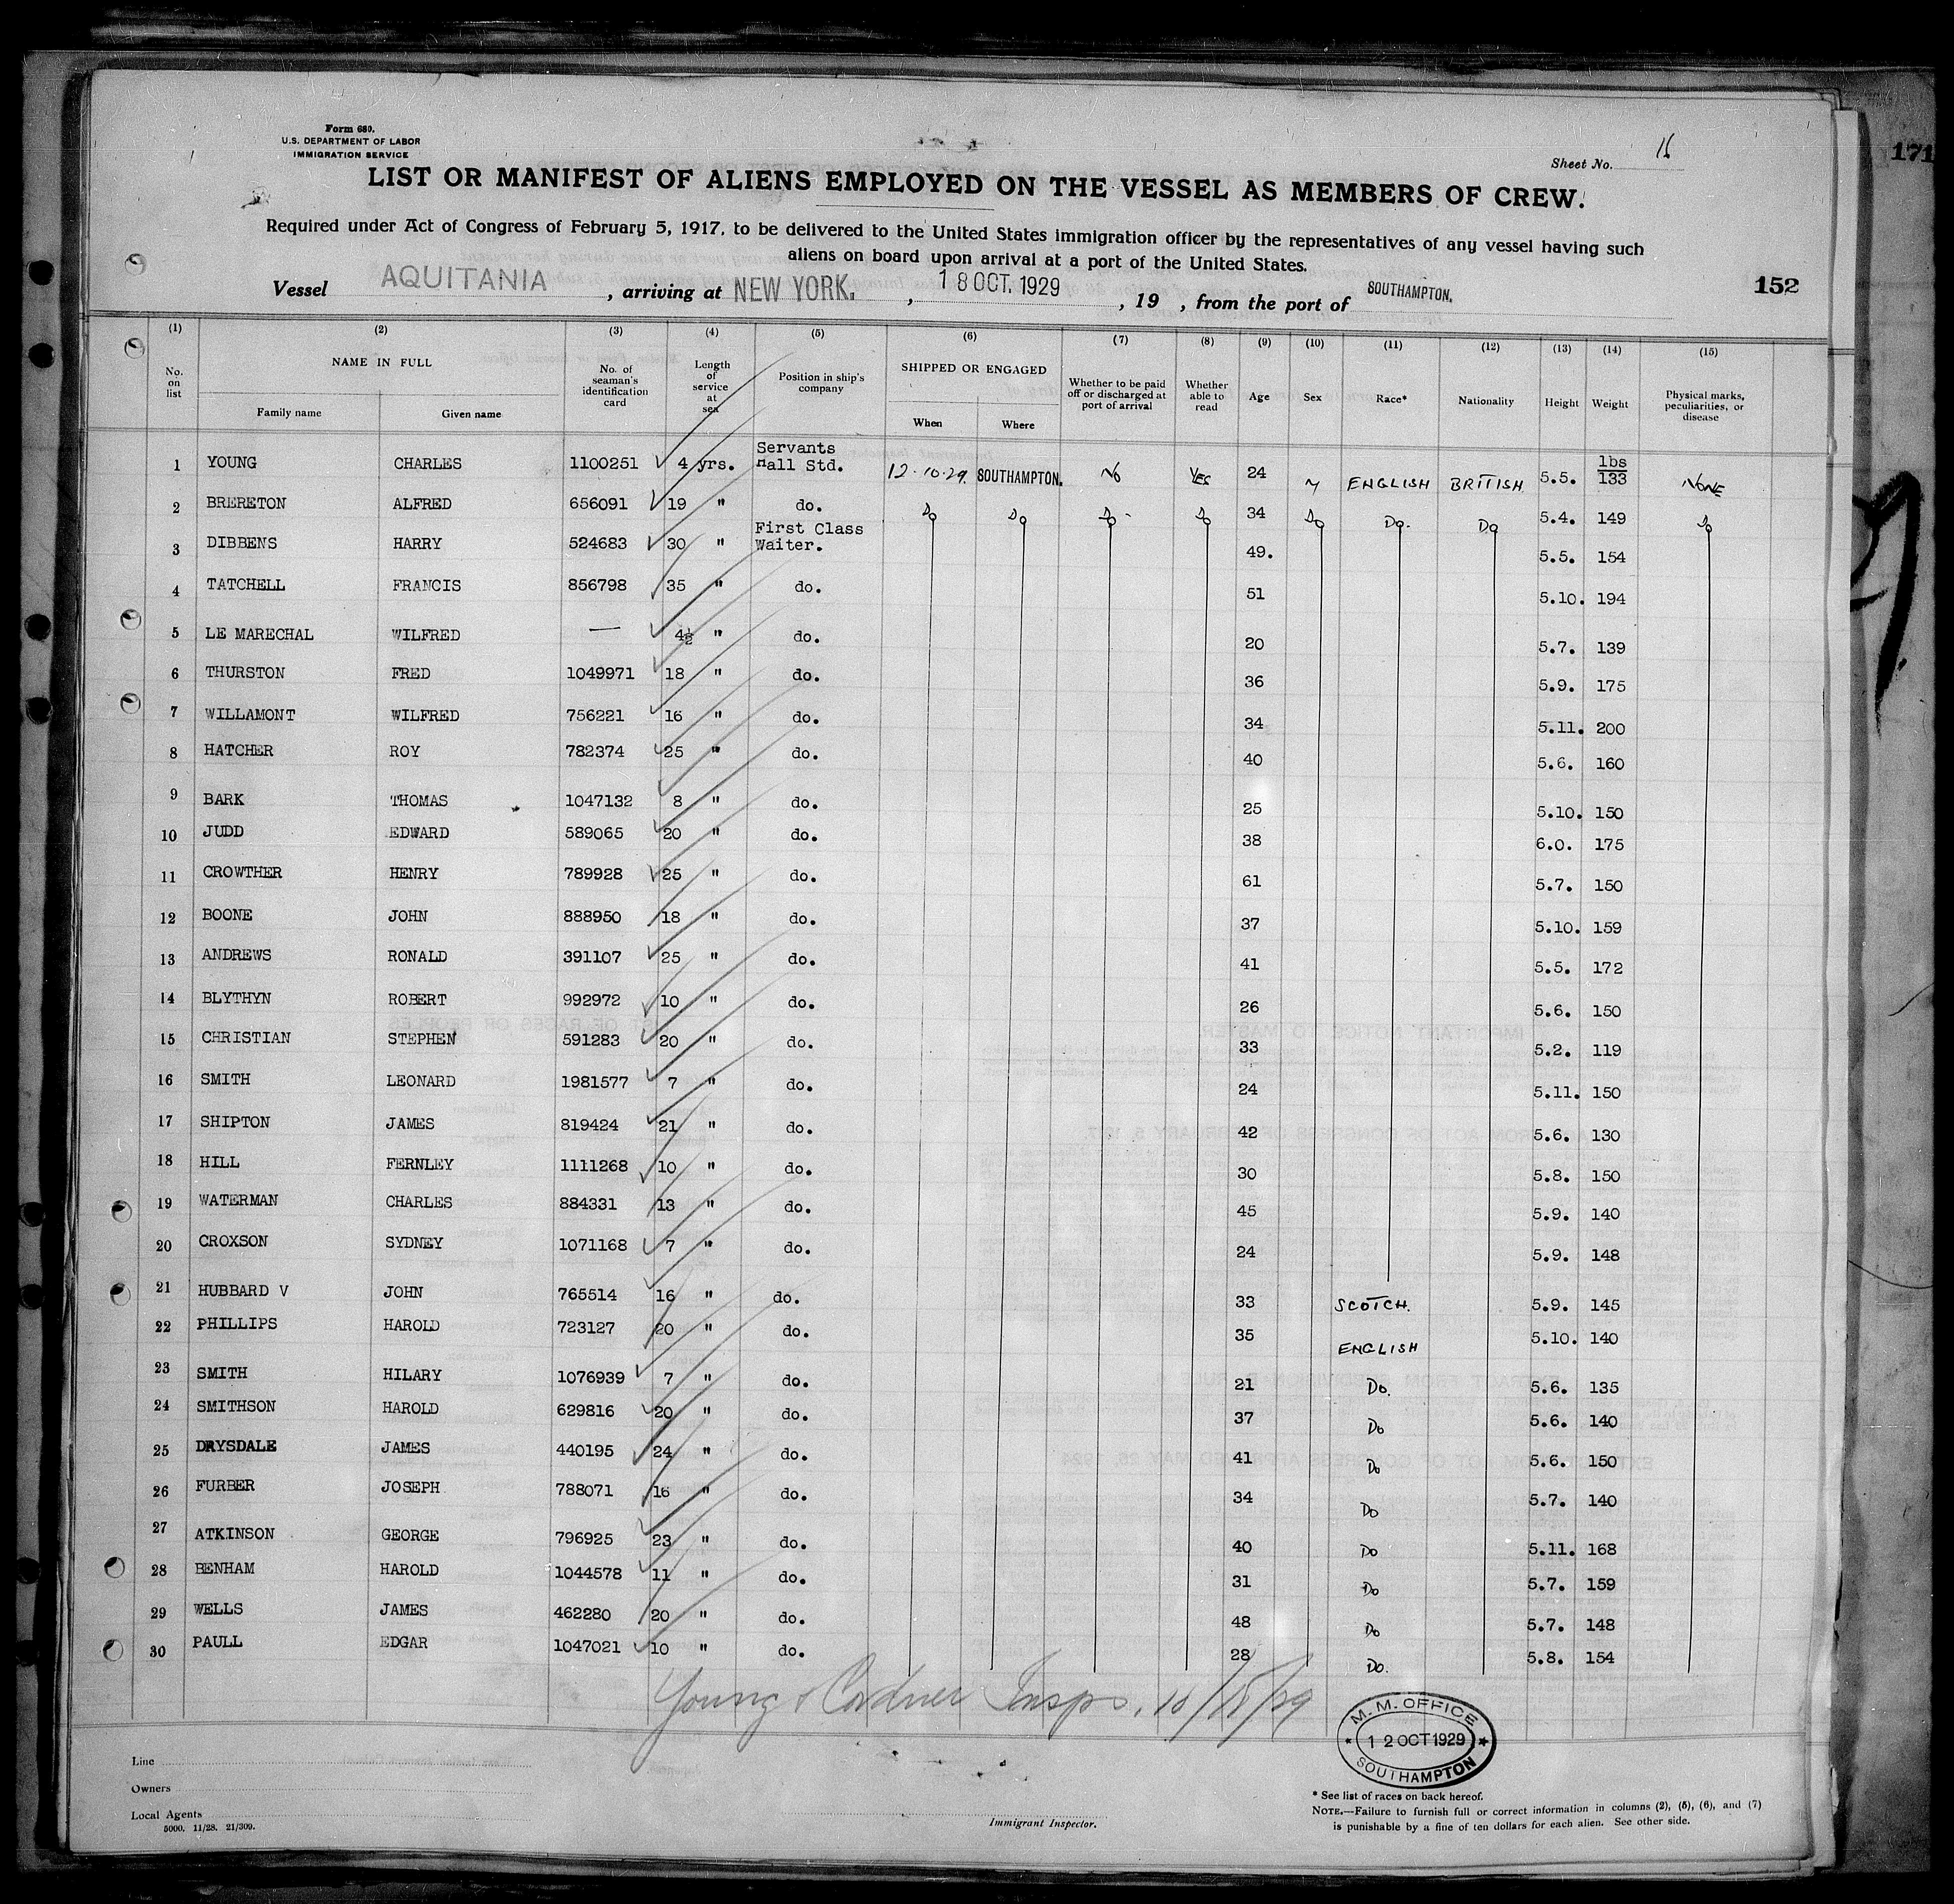 Form 680.
U.S. DEPARTMENT OF LABOR
IMMIGRATION SERVICE
Sheet No. 16
171
LIST OR MANIFEST OF ALIENS EMPLOYED ON THE VESSEL AS MEMBERS OF CREW.
Required under Act of Congress of February 5, 1917, to be delivered to the United States immigration officer by the representatives of any vessel having such
aliens on board upon arrival at a port of the United States.
152
Vessel AQUITANIA, arriving at NEW YORK., 18 OCT. 1929, 19 , from the port of SOUTHAMPTON.
(1) (2) (3) (4) (5) (6) (7) (8) (9) (10) (11) (12) (13) (14) (15)
No. on list NAME IN FULL Family name Given name No. of seaman's identification card Length of service at sea Position in ship's company SHIPPED OR ENGAGED When Where Whether to be paid off or discharged at port of arrival Whether able to read Age Sex Race* Nationality Height Weight Physical marks, peculiarities, or disease
1 YOUNG CHARLES 1100251 4 yrs. Servants Hall Std. 12.10.29. SOUTHAMPTON. No YES 24 M ENGLISH BRITISH 5.5. lbs 133 NONE
2 BRERETON ALFRED 656091 19 " do. Do Do Do Do 34 Do Do. Do 5.4. 149 Do
3 DIBBENS HARRY 524683 30 " First Class Waiter. 49. 5.5. 154
4 TATCHELL FRANCIS 856798 35 " do. 51 5.10. 194
5 LE MARECHAL WILFRED — 4½ " do. 20 5.7. 139
6 THURSTON FRED 1049971 18 " do. 36 5.9. 175
7 WILLAMONT WILFRED 756221 16 " do. 34 5.11. 200
8 HATCHER ROY 782374 25 " do. 40 5.6. 160
9 BARK THOMAS 1047132 8 " do. 25 5.10. 150
10 JUDD EDWARD 589065 20 " do. 38 6.0. 175
11 CROWTHER HENRY 789928 25 " do. 61 5.7. 150
12 BOONE JOHN 888950 18 " do. 37 5.10. 159
13 ANDREWS RONALD 391107 25 " do. 41 5.5. 172
14 BLYTHYN ROBERT 992972 10 " do. 26 5.6. 150
15 CHRISTIAN STEPHEN 591283 20 " do. 33 5.2. 119
16 SMITH LEONARD 1981577 7 " do. 24 5.11. 150
17 SHIPTON JAMES 819424 21 " do. 42 5.6. 130
18 HILL FERNLEY 1111268 10 " do. 30 5.8. 150
19 WATERMAN CHARLES 884331 13 " do. 45 5.9. 140
20 CROXSON SYDNEY 1071168 7 " do. 24 5.9. 148
21 HUBBARD V JOHN 765514 16 " do. 33 SCOTCH. 5.9. 145
22 PHILLIPS HAROLD 723127 20 " do. 35 ENGLISH 5.10. 140
23 SMITH HILARY 1076939 7 " do. 21 Do. 5.6. 135
24 SMITHSON HAROLD 629816 20 " do. 37 Do 5.6. 140
25 DRYSDALE JAMES 440195 24 " do. 41 Do 5.6. 150
26 FURBER JOSEPH 788071 16 " do. 34 Do 5.7. 140
27 ATKINSON GEORGE 796925 23 " do. 40 Do 5.11. 168
28 BENHAM HAROLD 1044578 11 " do. 31 Do 5.7. 159
29 WELLS JAMES 462280 20 " do. 48 Do 5.7. 148
30 PAULL EDGAR 1047021 10 " do. 28 Do. 5.8. 154
Young & Cordner Insps. 10/18/29
M. M. OFFICE
12 OCT 1929
SOUTHAMPTON
Line
Owners
Local Agents
5000. 11/28. 21/309.
Immigrant Inspector.
* See list of races on back hereof.
NOTE.—Failure to furnish full or correct information in columns (2), (5), (6), and (7)
is punishable by a fine of ten dollars for each alien. See other side.